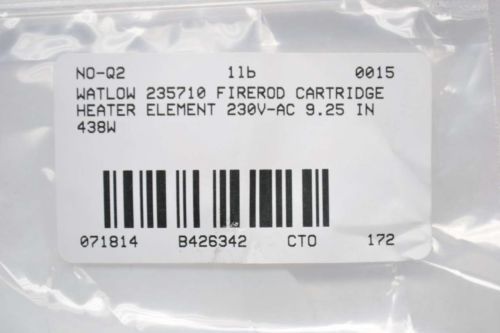 NO-Q2 1lb 0015
WATLOW 235710 FIREROD CARTRIDGE
HEATER ELEMENT 230V-AC 9.25 IN
438W
071814 B426342 CTO 172